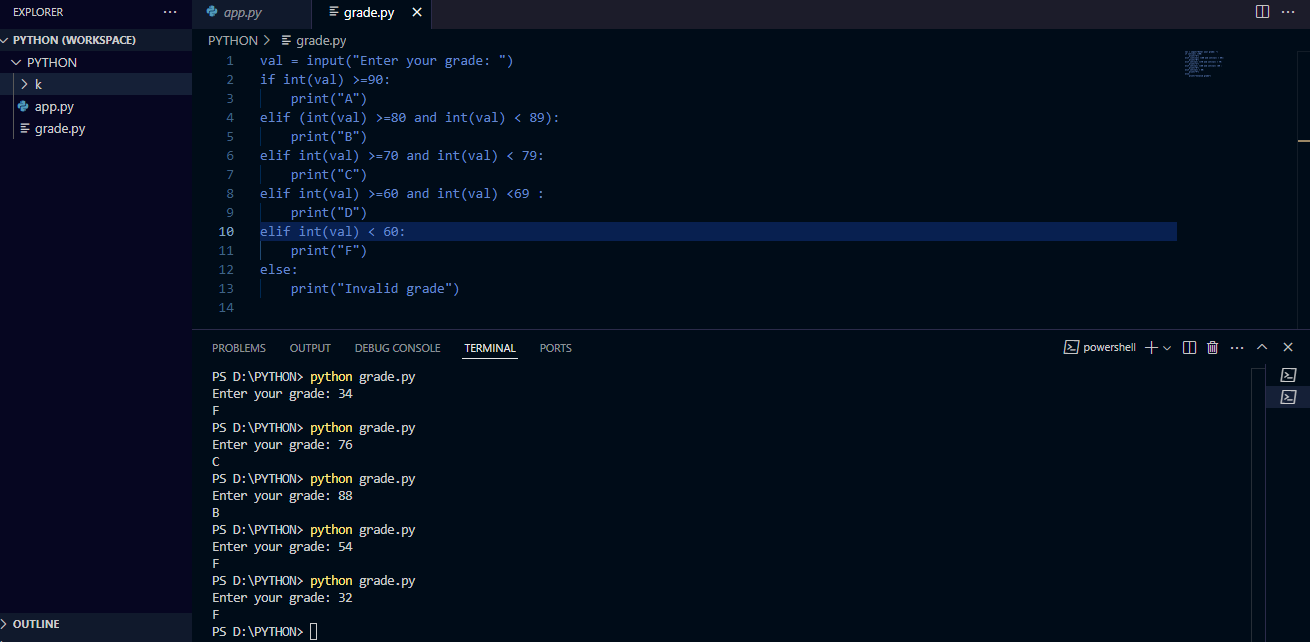 EXPLORER
PYTHON (WORKSPACE)
PYTHON
k
app.py
grade.py
OUTLINE
app.py
grade.py
PYTHON > grade.py
1 val = input("Enter your grade: ")
2 if int(val) >=90:
3     print("A")
4 elif (int(val) >=80 and int(val) < 89):
5     print("B")
6 elif int(val) >=70 and int(val) < 79:
7     print("C")
8 elif int(val) >=60 and int(val) <69 :
9     print("D")
10 elif int(val) < 60:
11     print("F")
12 else:
13     print("Invalid grade")
14
PROBLEMS OUTPUT DEBUG CONSOLE TERMINAL PORTS
powershell
PS D:\PYTHON> python grade.py
Enter your grade: 34
F
PS D:\PYTHON> python grade.py
Enter your grade: 76
C
PS D:\PYTHON> python grade.py
Enter your grade: 88
B
PS D:\PYTHON> python grade.py
Enter your grade: 54
F
PS D:\PYTHON> python grade.py
Enter your grade: 32
F
PS D:\PYTHON>